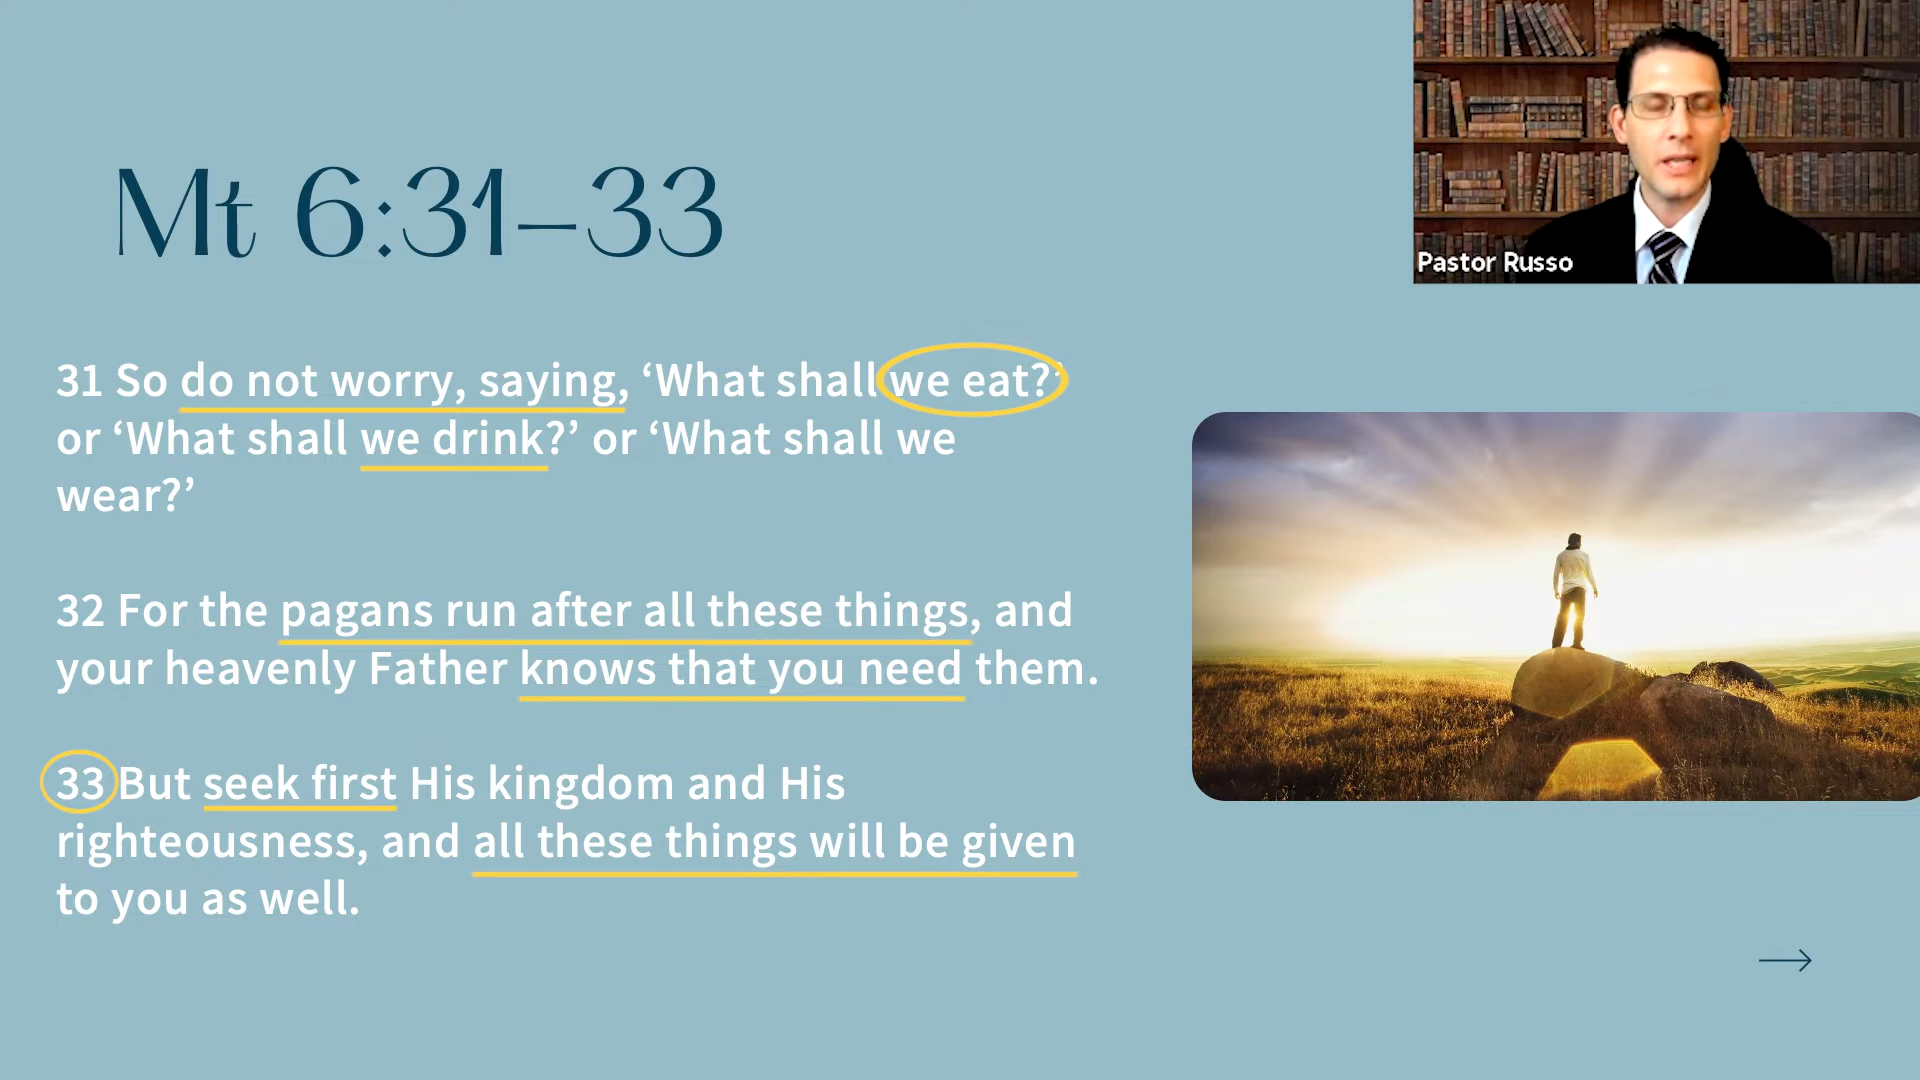 Mt 6:31–33
Pastor Russo
31 So do not worry, saying, ‘What shall we eat?’
or ‘What shall we drink?’ or ‘What shall we
wear?’
32 For the pagans run after all these things, and
your heavenly Father knows that you need them.
33 But seek first His kingdom and His
righteousness, and all these things will be given
to you as well.